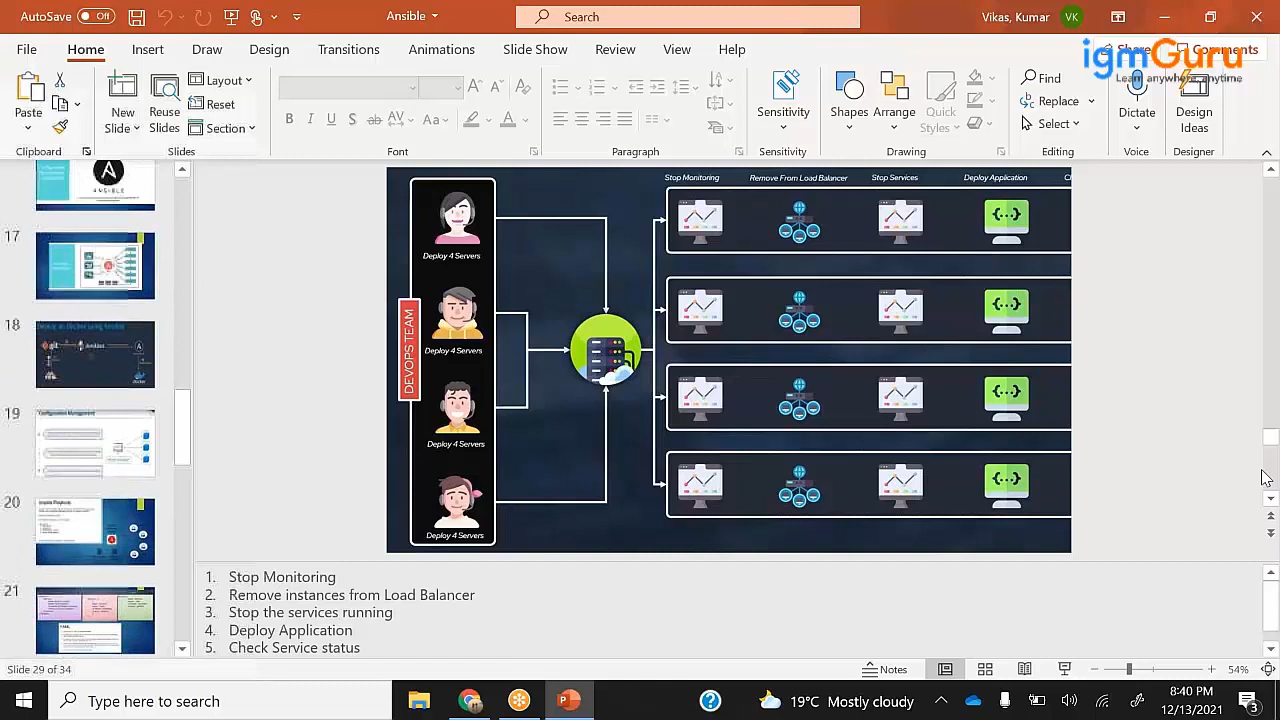 AutoSave Off Ansible Search Vikas, Kumar VK
File Home Insert Draw Design Transitions Animations Slide Show Review View Help Share Comments
igmGuru
Learn anywhere anytime
Paste New Slide Reuse Slides Layout Reset Section Sensitivity Shapes Arrange Quick Styles Find Replace Select Dictate Design Ideas
Clipboard Slides Font Paragraph Sensitivity Drawing Editing Voice Designer
ANSIBLE
17
18
19
20
21
Stop Monitoring Remove From Load Balancer Stop Services Deploy Application
DEVOPS TEAM
Deploy 4 Servers
Deploy 4 Servers
Deploy 4 Servers
Deploy 4 Servers
1. Stop Monitoring
2. Remove instances from Load Balancer
3. Stop the services running
4. Deploy Application
5. Check Service status
Slide 29 of 34 Notes 54%
Type here to search 19°C Mostly cloudy 8:40 PM
12/13/2021
3